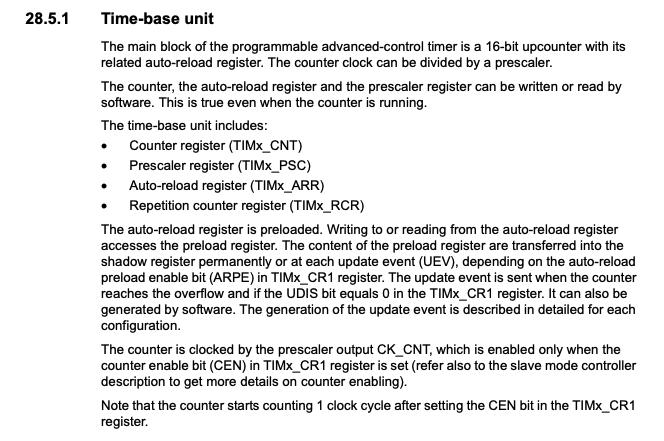 28.5.1 Time-base unit
The main block of the programmable advanced-control timer is a 16-bit upcounter with its
related auto-reload register. The counter clock can be divided by a prescaler.
The counter, the auto-reload register and the prescaler register can be written or read by
software. This is true even when the counter is running.
The time-base unit includes:
• Counter register (TIMx_CNT)
• Prescaler register (TIMx_PSC)
• Auto-reload register (TIMx_ARR)
• Repetition counter register (TIMx_RCR)
The auto-reload register is preloaded. Writing to or reading from the auto-reload register
accesses the preload register. The content of the preload register are transferred into the
shadow register permanently or at each update event (UEV), depending on the auto-reload
preload enable bit (ARPE) in TIMx_CR1 register. The update event is sent when the counter
reaches the overflow and if the UDIS bit equals 0 in the TIMx_CR1 register. It can also be
generated by software. The generation of the update event is described in detailed for each
configuration.
The counter is clocked by the prescaler output CK_CNT, which is enabled only when the
counter enable bit (CEN) in TIMx_CR1 register is set (refer also to the slave mode controller
description to get more details on counter enabling).
Note that the counter starts counting 1 clock cycle after setting the CEN bit in the TIMx_CR1
register.